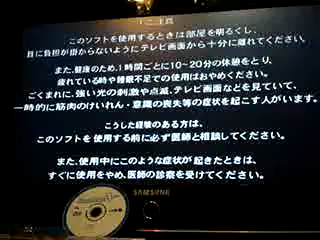 ご注意
このソフトを使用するときは部屋を明るくし、
目に負担が掛からないようにテレビ画面から十分に離れてください。
また、健康のため、1時間ごとに10~20分の休憩をとり、
疲れている時や睡眠不足での使用はおやめください。
ごくまれに、強い光の刺激や点滅、テレビ画面などを見ていて、
一時的に筋肉のけいれん・意識の喪失等の症状を起こす人がいます。
こうした経験のある方は、
このソフトを使用する前に必ず医師と相談してください。
また、使用中にこのような症状が起きたときは、
すぐに使用をやめ、医師の診察を受けてください。
SAMSUNG